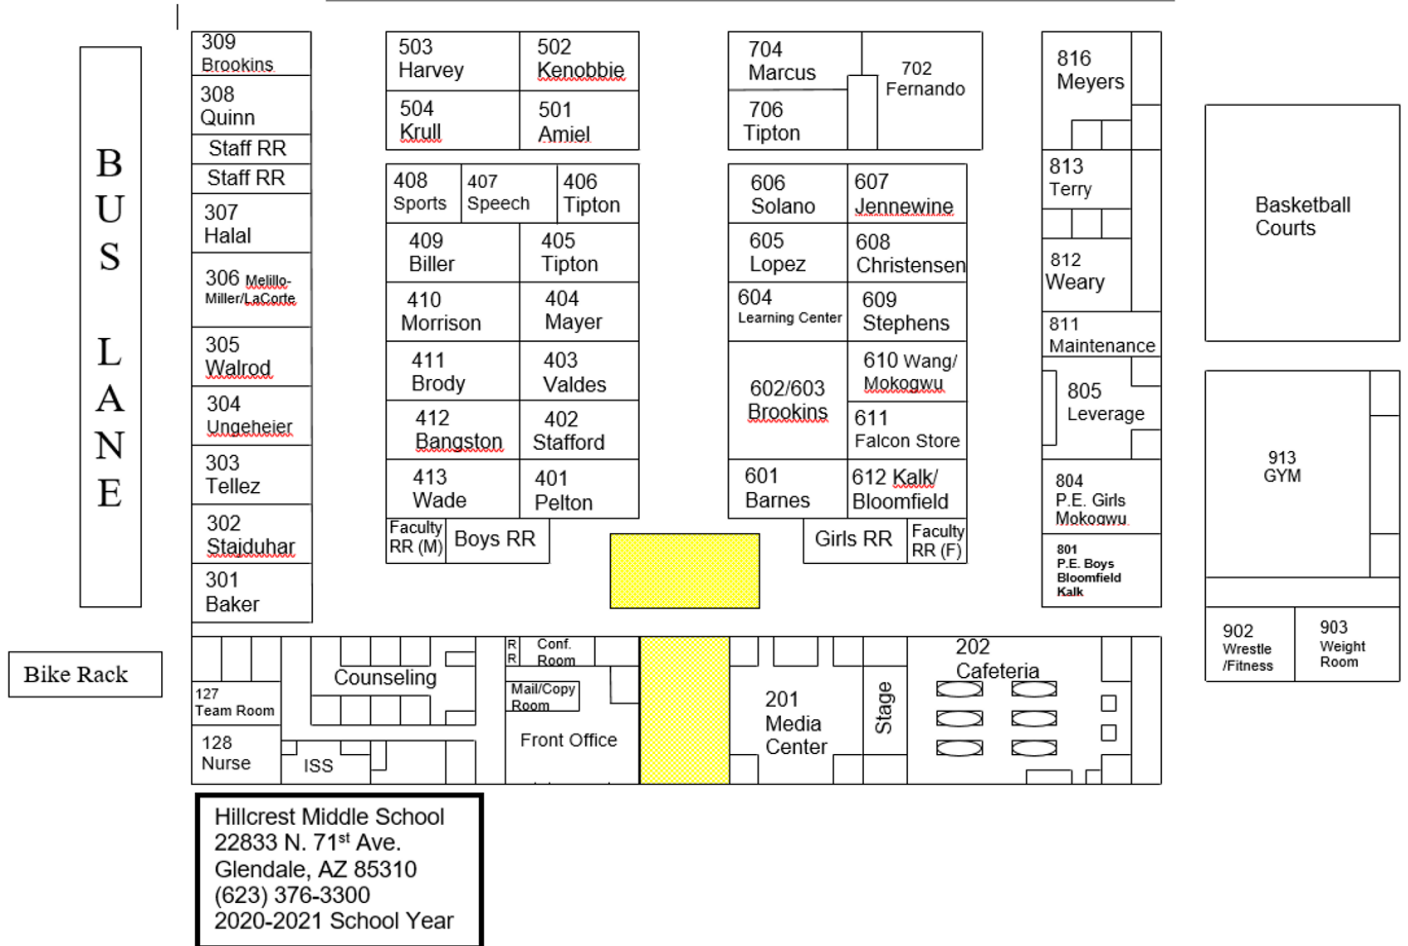 BUS LANE
Bike Rack
309
Brookins
308
Quinn
Staff RR
Staff RR
307
Halal
306 Melillo-
Miller/LaCorte
305
Walrod
304
Ungeheier
303
Tellez
302
Stajduhar
301
Baker
503
Harvey
502
Kenobbie
504
Krull
501
Amiel
408
Sports
407
Speech
406
Tipton
409
Biller
405
Tipton
410
Morrison
404
Mayer
411
Brody
403
Valdes
412
Bangston
402
Stafford
413
Wade
401
Pelton
Faculty
RR (M)
Boys RR
704
Marcus
702
Fernando
706
Tipton
606
Solano
607
Jennewine
605
Lopez
608
Christensen
604
Learning Center
609
Stephens
602/603
Brookins
610 Wang/
Mokogwu
611
Falcon Store
601
Barnes
612 Kalk/
Bloomfield
Girls RR
Faculty
RR (F)
816
Meyers
813
Terry
812
Weary
811
Maintenance
805
Leverage
804
P.E. Girls
Mokogwu
801
P.E. Boys
Bloomfield
Kalk
Basketball
Courts
913
GYM
902
Wrestle
/Fitness
903
Weight
Room
127
Team Room
128
Nurse
Counseling
ISS
R
R
Conf.
Room
Mail/Copy
Room
Front Office
201
Media
Center
Stage
202
Cafeteria
Hillcrest Middle School
22833 N. 71st Ave.
Glendale, AZ 85310
(623) 376-3300
2020-2021 School Year